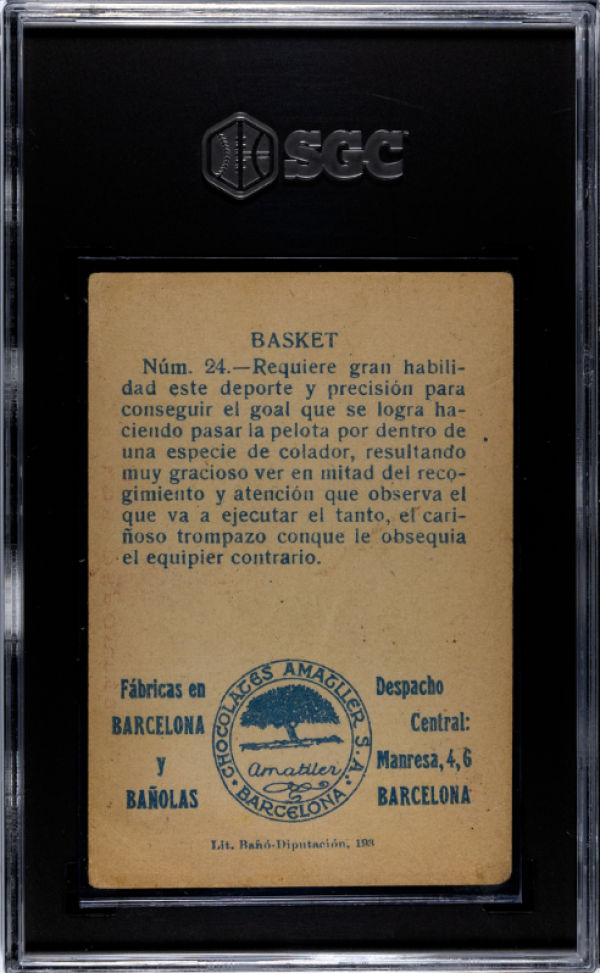 SGC
BASKET
Núm. 24.—Requiere gran habili-
dad este deporte y precisión para
conseguir el goal que se logra ha-
ciendo pasar la pelota por dentro de
una especie de colador, resultando
muy gracioso ver en mitad del reco-
gimiento y atención que observa el
que va a ejecutar el tanto, el cari-
ñoso trompazo conque le obsequia
el equipier contrario.
Fábricas en
BARCELONA
y
BAÑOLAS
CHOCOLATES AMATLLER S.A.
Amatller
BARCELONA
Despacho
Central:
Manresa, 4, 6
BARCELONA
Lit. Bañó-Diputación, 193